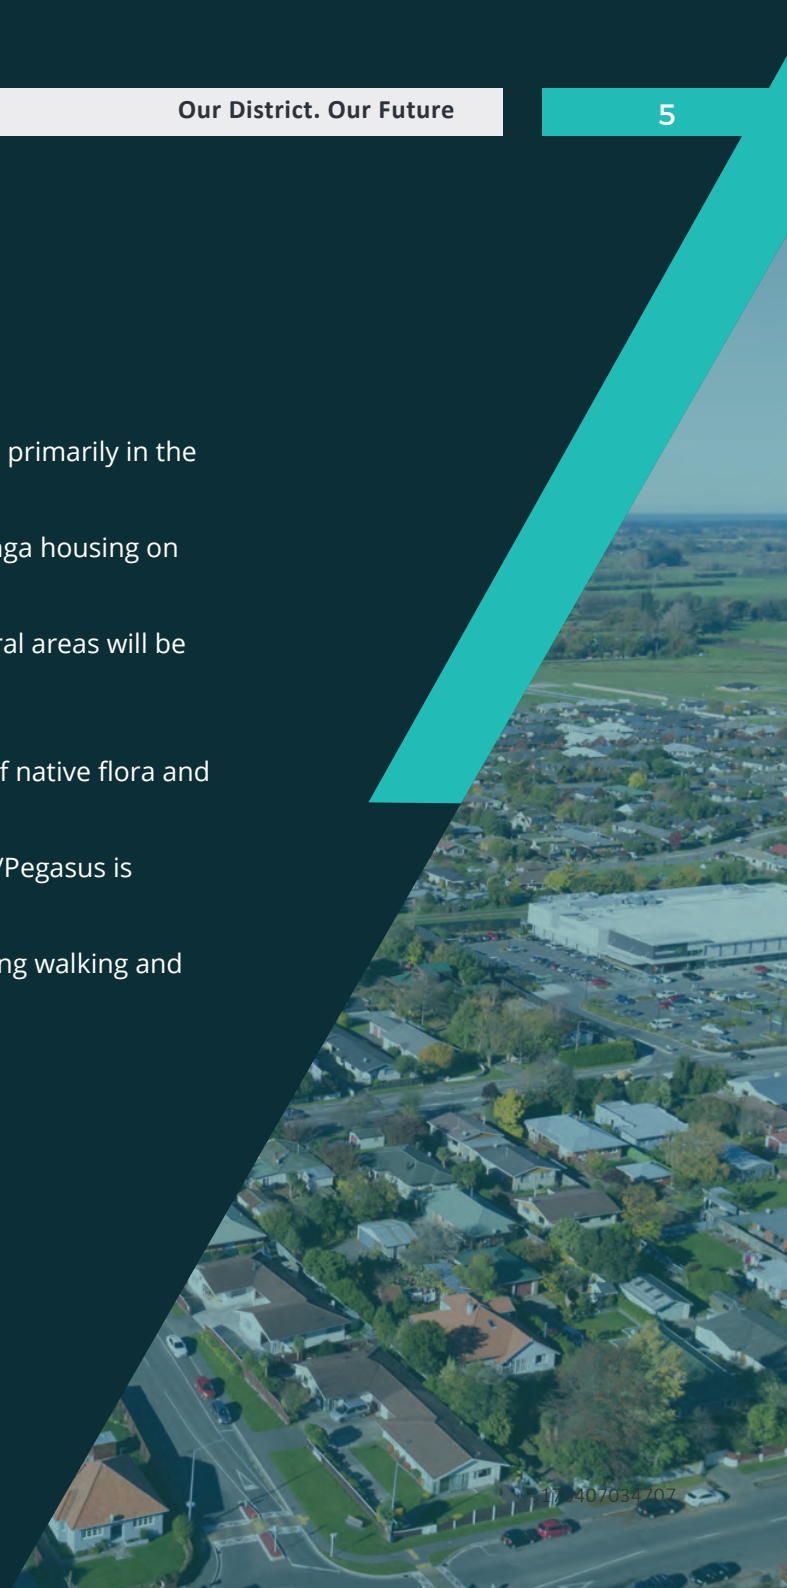 Our District. Our Future
5
primarily in the
nga housing on
ral areas will be
f native flora and
/Pegasus is
ng walking and
170407034707